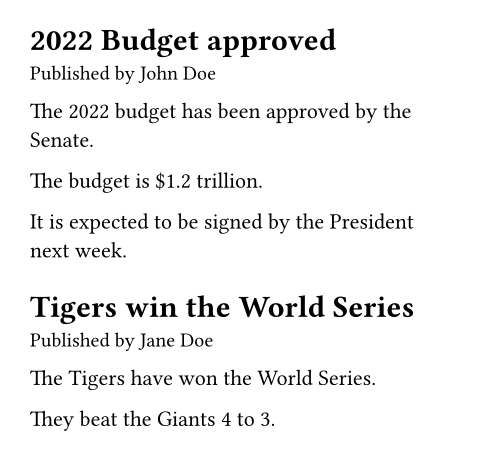 2022 Budget approved
Published by John Doe
The 2022 budget has been approved by the
Senate.
The budget is $1.2 trillion.
It is expected to be signed by the President
next week.
Tigers win the World Series
Published by Jane Doe
The Tigers have won the World Series.
They beat the Giants 4 to 3.